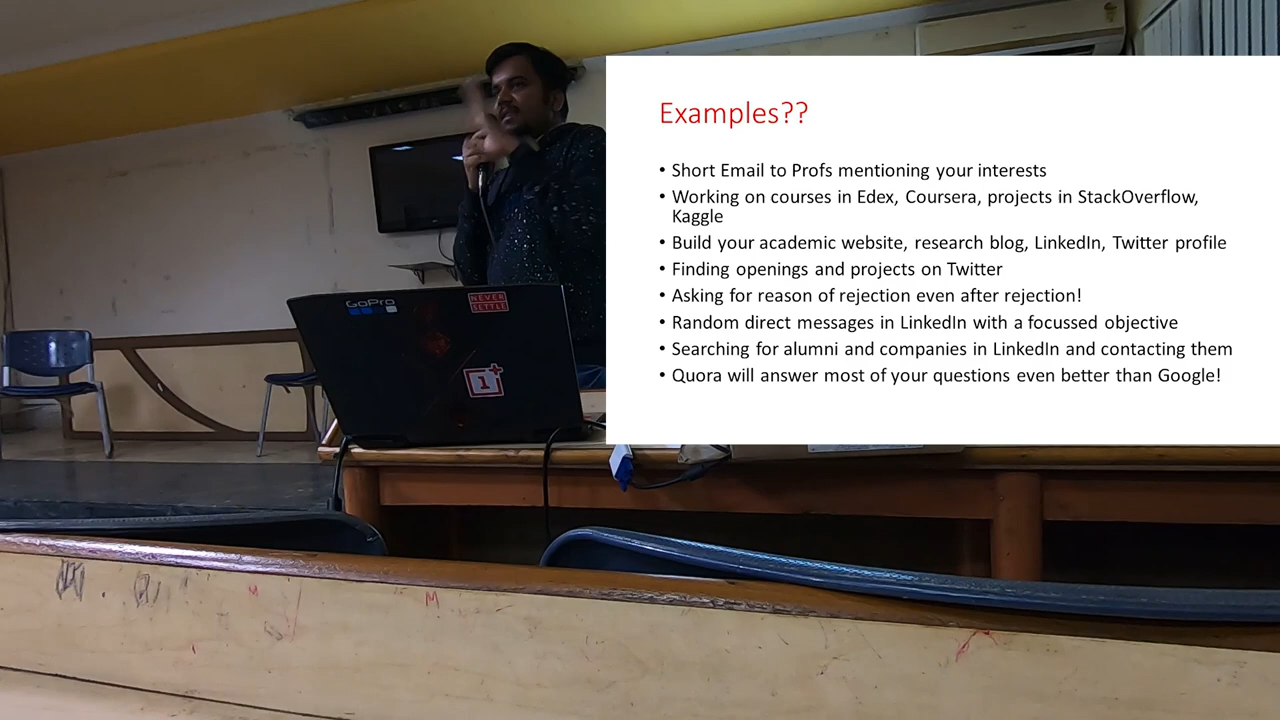 Examples??
• Short Email to Profs mentioning your interests
• Working on courses in Edex, Coursera, projects in StackOverflow,
Kaggle
• Build your academic website, research blog, LinkedIn, Twitter profile
• Finding openings and projects on Twitter
• Asking for reason of rejection even after rejection!
• Random direct messages in LinkedIn with a focussed objective
• Searching for alumni and companies in LinkedIn and contacting them
• Quora will answer most of your questions even better than Google!
GoPro
NEVER
SETTLE
1+
M
M